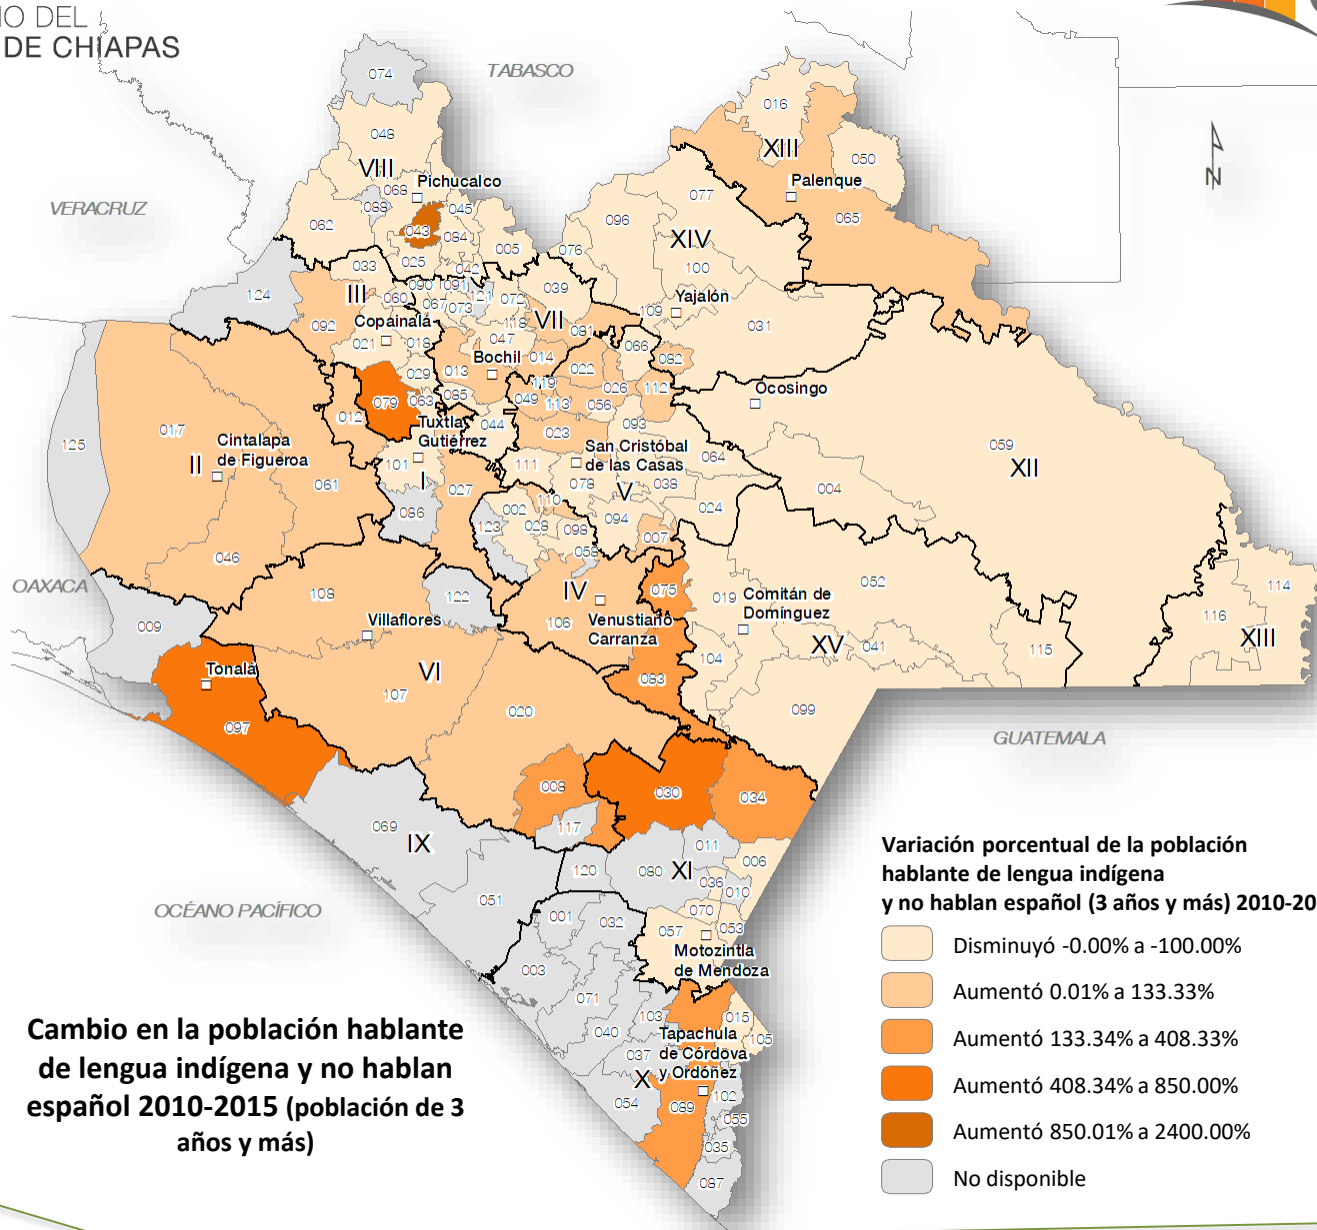 IO DEL
DE CHIAPAS
TABASCO
VERACRUZ
OAXACA
OCÉANO PACÍFICO
GUATEMALA
N
074
048
VIII
Pichucalco
068
088
062
043
045
084
005
025
042
033
III
124
092
060
090
091
121
067
073
072
118
039
VII
081
Copainalá
021
018
047
Bochil
013
014
029
063
085
079
012
119
049
113
022
026
056
066
082
112
Tuxtla
Gutiérrez
044
023
093
101
I
027
086
111
San Cristóbal
de las Casas
078
V
038
064
024
094
007
002
110
028
098
123
058
125
017
II
Cintalapa
de Figueroa
061
046
016
XIII
050
Palenque
065
077
096
XIV
076
100
Yajalón
109
031
Ocosingo
059
XII
004
052
019
Comitán de
Domínguez
XV
041
104
099
115
114
116
XIII
IV
106
Venustiano
Carranza
075
083
108
122
Villaflores
VI
107
020
009
Tonalá
097
008
117
030
034
069
IX
051
120
080
XI
011
006
036
010
070
053
057
Motozintla
de Mendoza
001
032
003
071
040
103
015
105
Tapachula
de Córdova
y Ordóñez
037
X
054
089
102
055
035
087
Cambio en la población hablante
de lengua indígena y no hablan
español 2010-2015 (población de 3
años y más)
Variación porcentual de la población
hablante de lengua indígena
y no hablan español (3 años y más) 2010-20
Disminuyó -0.00% a -100.00%
Aumentó 0.01% a 133.33%
Aumentó 133.34% a 408.33%
Aumentó 408.34% a 850.00%
Aumentó 850.01% a 2400.00%
No disponible